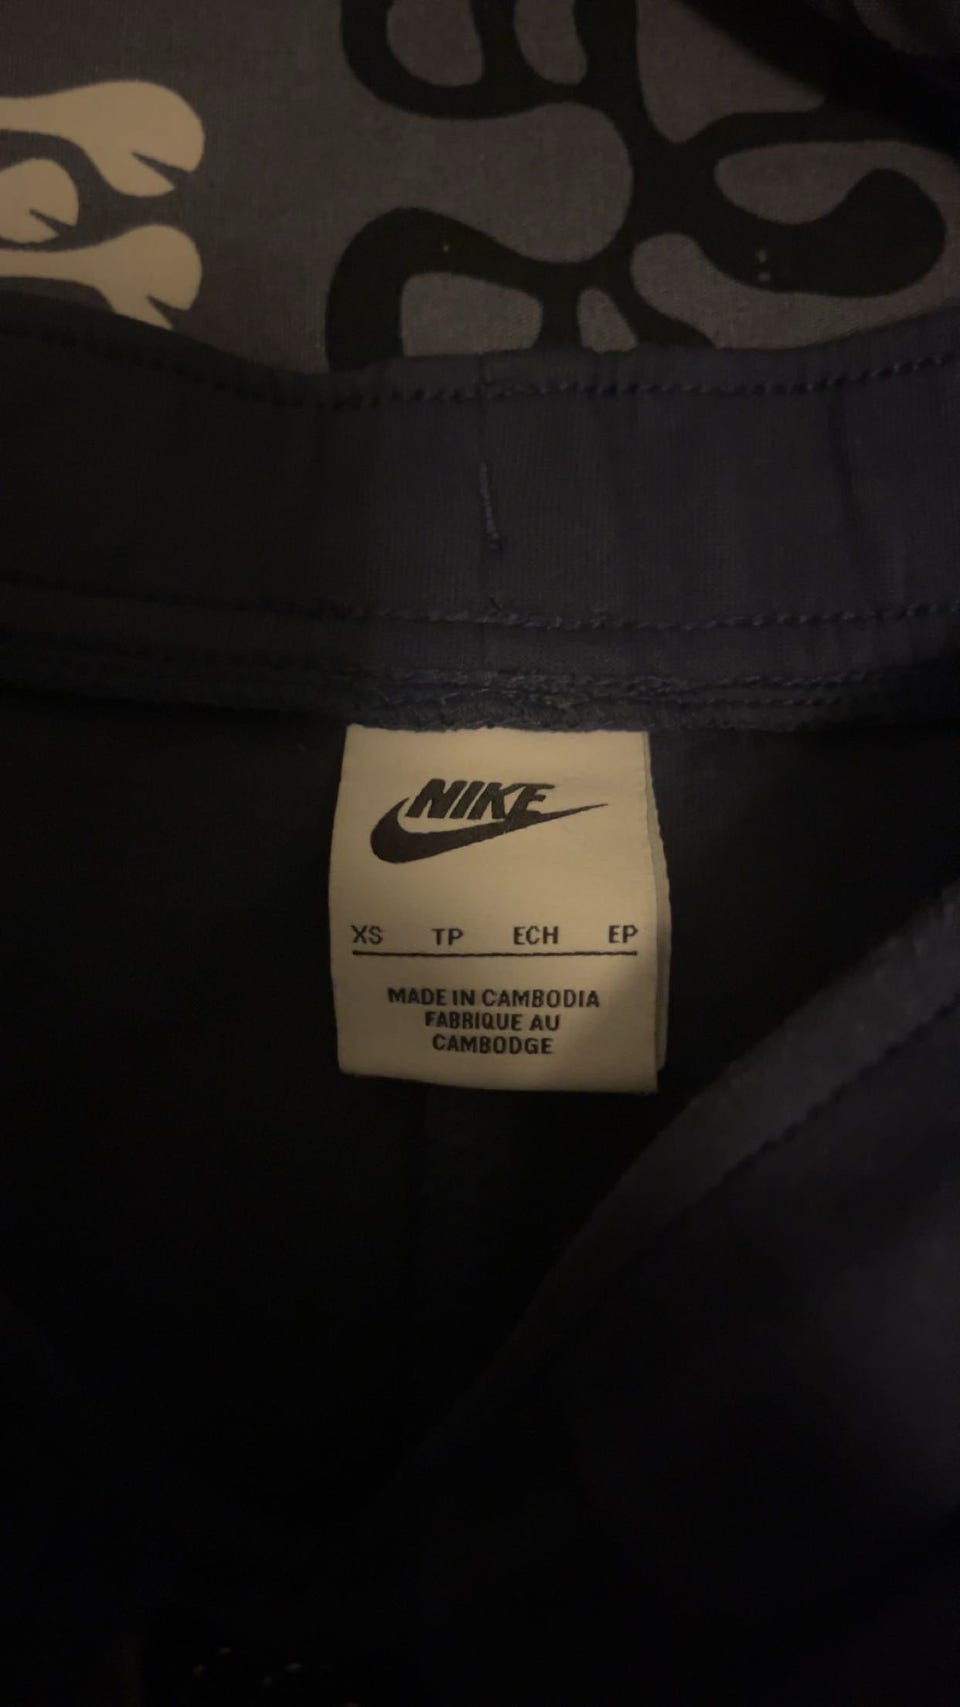 NIKE
XS TP ECH EP
MADE IN CAMBODIA
FABRIQUE AU
CAMBODGE